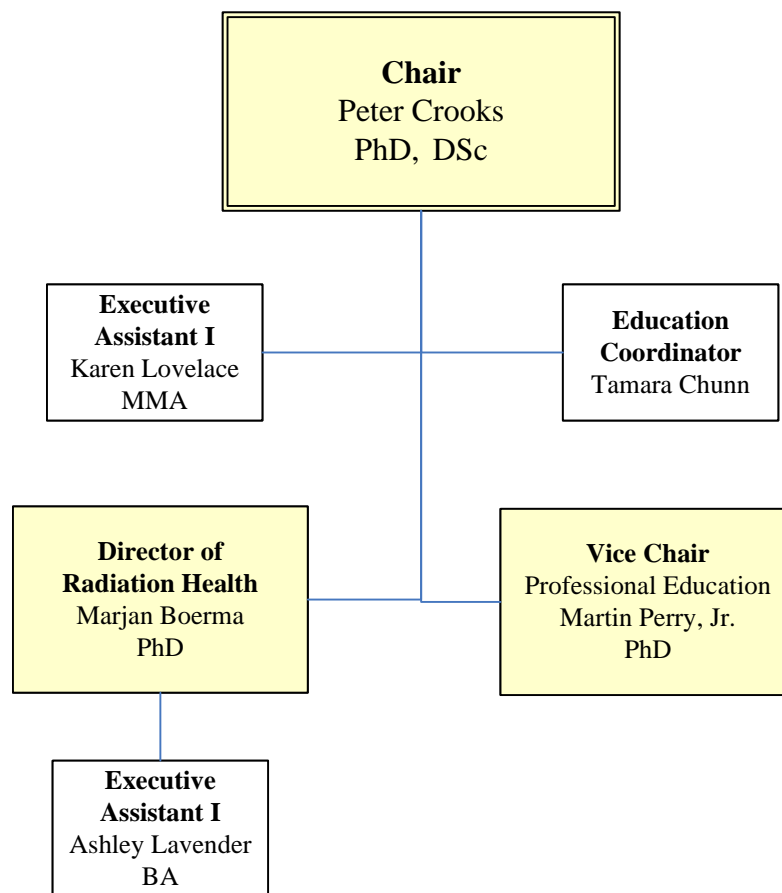 Chair
Peter Crooks
PhD, DSc
Executive
Assistant I
Karen Lovelace
MMA
Education
Coordinator
Tamara Chunn
Director of
Radiation Health
Marjan Boerma
PhD
Vice Chair
Professional Education
Martin Perry, Jr.
PhD
Executive
Assistant I
Ashley Lavender
BA